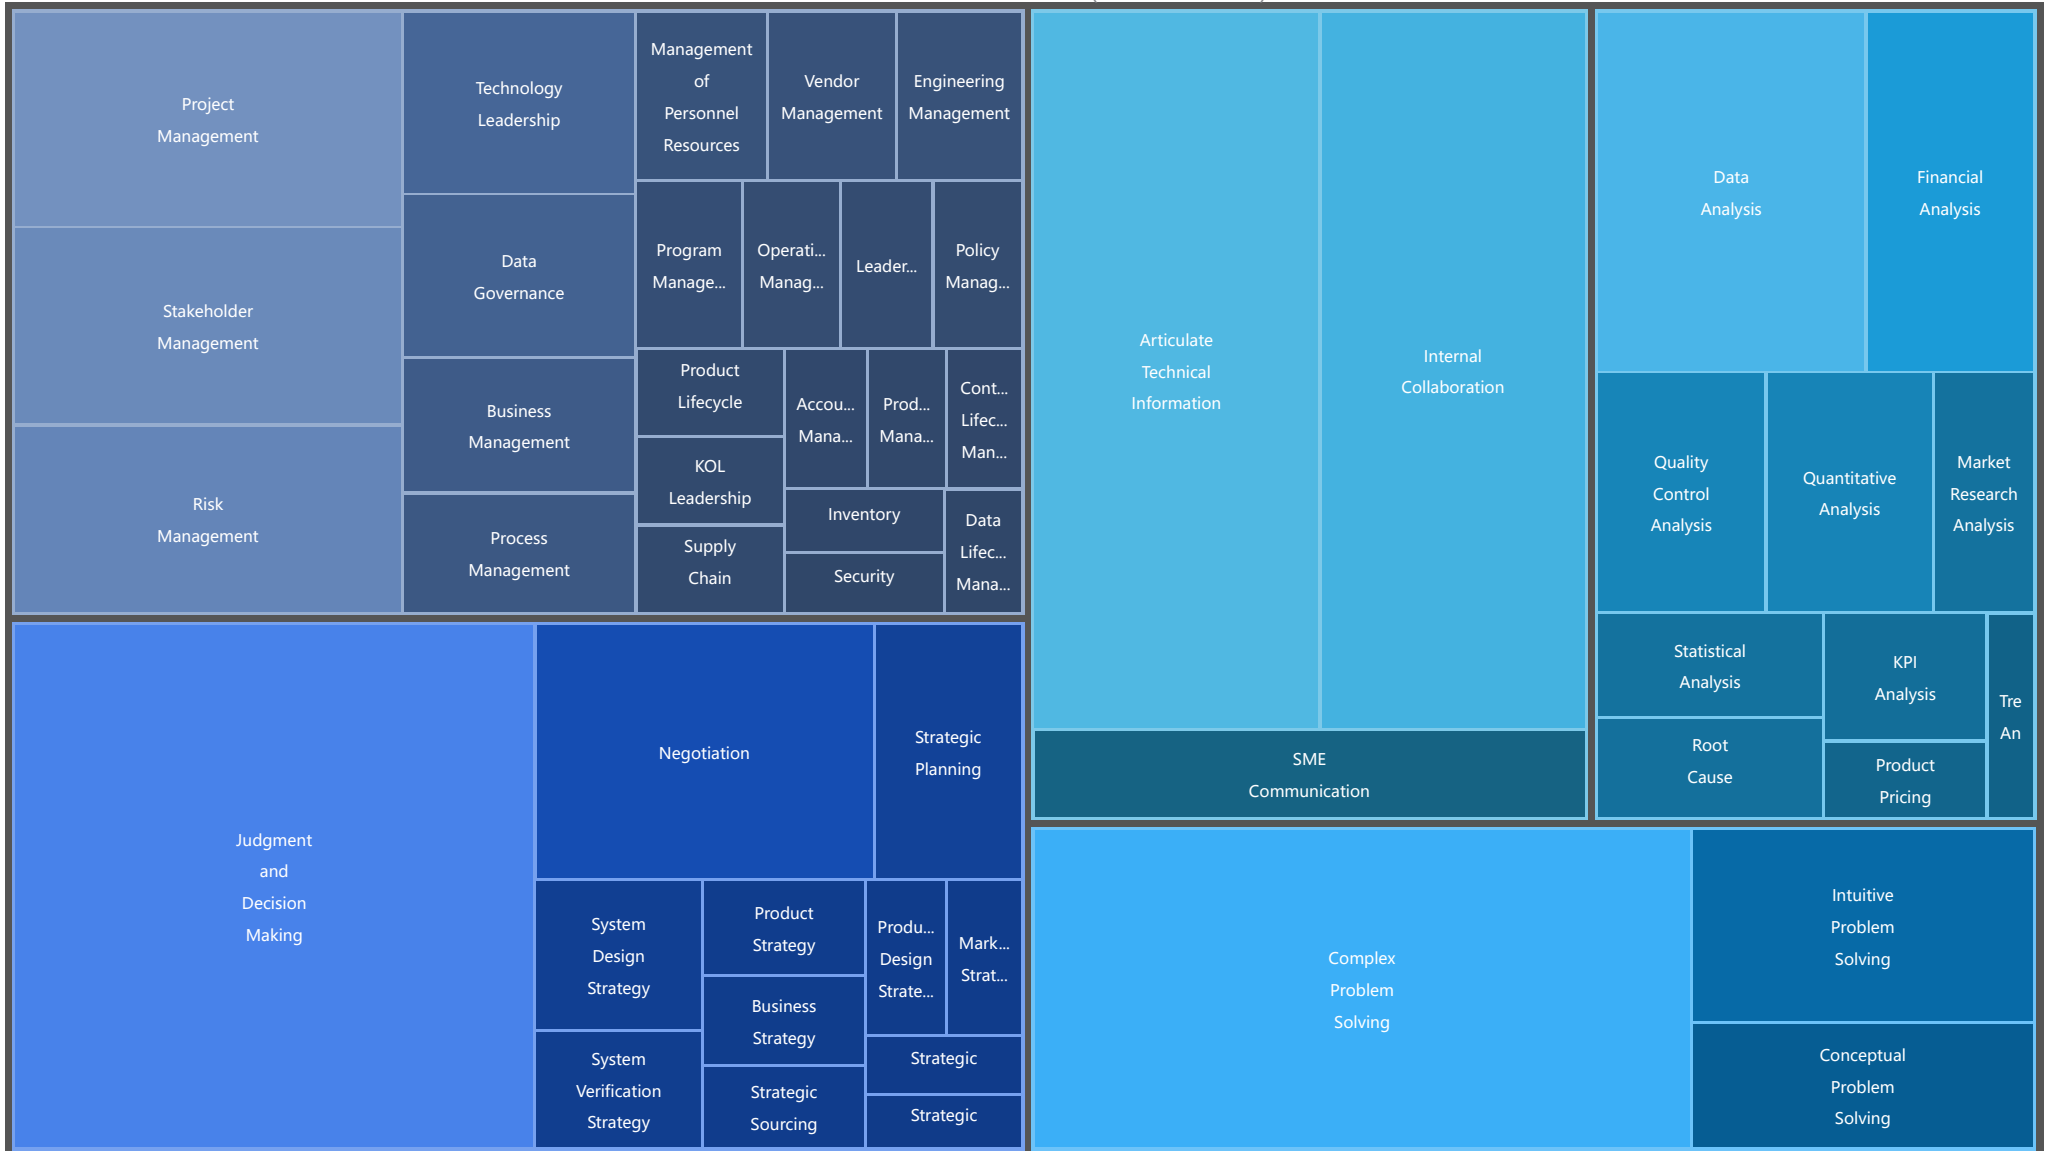 Project
Management
Stakeholder
Management
Risk
Management
Technology
Leadership
Data
Governance
Business
Management
Process
Management
Management
of
Personnel
Resources
Vendor
Management
Engineering
Management
Program
Manage...
Operati...
Manag...
Leader...
Policy
Manag...
Product
Lifecycle
KOL
Leadership
Supply
Chain
Accou...
Mana...
Prod...
Mana...
Cont...
Lifec...
Man...
Inventory
Security
Data
Lifec...
Mana...
Judgment
and
Decision
Making
Negotiation
Strategic
Planning
System
Design
Strategy
System
Verification
Strategy
Product
Strategy
Business
Strategy
Strategic
Sourcing
Produ...
Design
Strate...
Mark...
Strat...
Strategic
Strategic
Articulate
Technical
Information
Internal
Collaboration
SME
Communication
Data
Analysis
Financial
Analysis
Quality
Control
Analysis
Quantitative
Analysis
Market
Research
Analysis
Statistical
Analysis
Root
Cause
KPI
Analysis
Product
Pricing
Tre
An
Complex
Problem
Solving
Intuitive
Problem
Solving
Conceptual
Problem
Solving